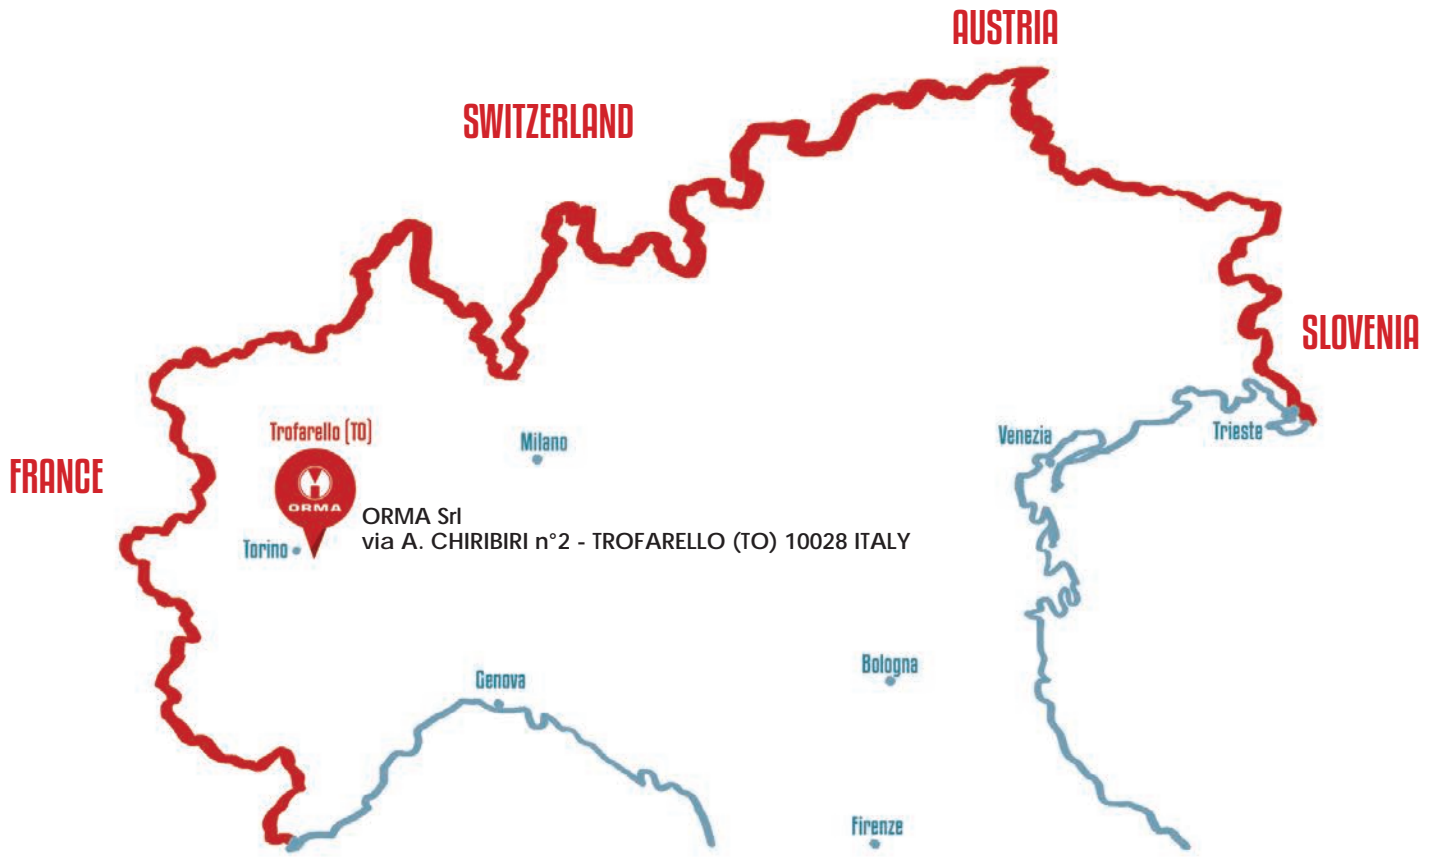 AUSTRIA
SWITZERLAND
SLOVENIA
Trofarello (TO)
Milano
Venezia
Trieste
FRANCE
ORMA
ORMA Srl
via A. CHIRIBIRI n°2 - TROFARELLO (TO) 10028 ITALY
Torino
Bologna
Genova
Firenze